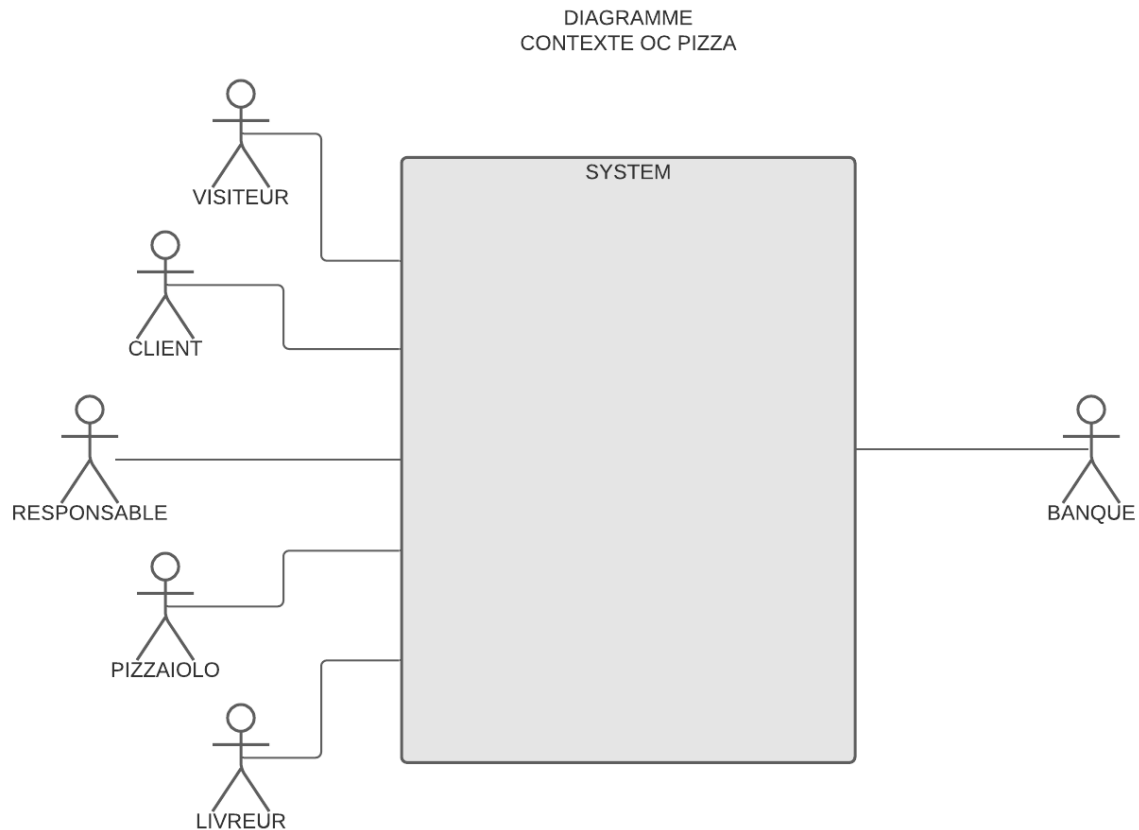 DIAGRAMME
CONTEXTE OC PIZZA
SYSTEM
VISITEUR
CLIENT
RESPONSABLE
BANQUE
PIZZAIOLO
LIVREUR